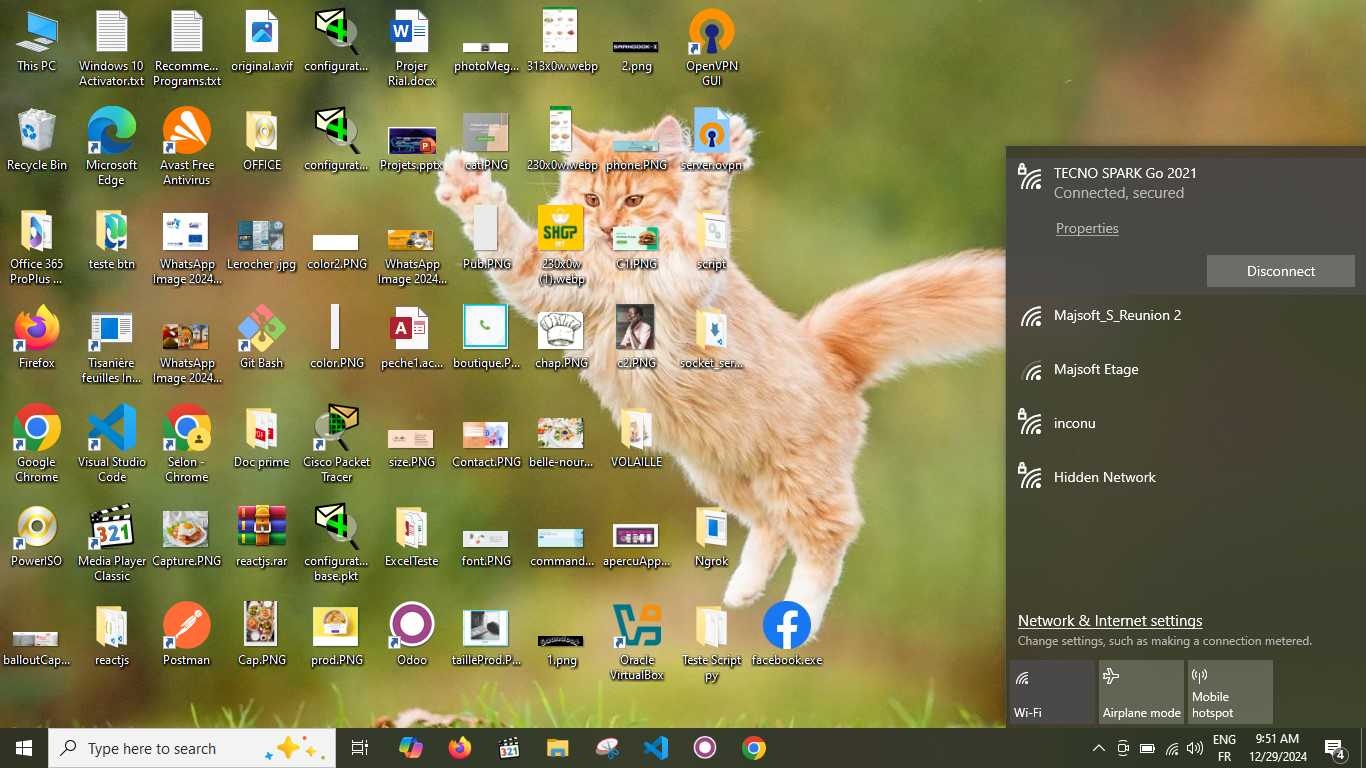 This PC
Windows 10
Activator.txt
Recomme...
Programs.txt
original.avif
configurat...
Projer
Rial.docx
photoMeg...
313x0w.webp
2.png
OpenVPN
GUI
Recycle Bin
Microsoft
Edge
Avast Free
Antivirus
OFFICE
configurat...
Projets.pptx
cat.PNG
230x0w.webp
phone.PNG
server.ovpn
Office 365
ProPlus ...
teste btn
WhatsApp
Image 2024...
Lerocher .jpg
color2.PNG
WhatsApp
Image 2024...
Pub.PNG
SHOP
230x0w
(1).webp
C1.PNG
script
Firefox
Tisanière
feuilles In...
WhatsApp
Image 2024...
Git Bash
color.PNG
peche1.ac...
boutique.P...
chap.PNG
c2.PNG
socket_ser...
Google
Chrome
Visual Studio
Code
Selon -
Chrome
Doc prime
Cisco Packet
Tracer
size.PNG
Contact.PNG
belle-nour...
VOLAILLE
PowerISO
321
Media Player
Classic
Capture.PNG
reactjs.rar
configurat...
base.pkt
ExcelTeste
font.PNG
command...
apercuApp...
Ngrok
balloutCap...
reactjs
Postman
Cap.PNG
prod.PNG
Odoo
tailleProd.P...
1.png
Oracle
VirtualBox
Teste Script
py
facebook.exe
TECNO SPARK Go 2021
Connected, secured
Properties
Disconnect
Majsoft_S_Reunion 2
Majsoft Etage
inconu
Hidden Network
Network & Internet settings
Change settings, such as making a connection metered.
Wi-Fi
Airplane mode
Mobile
hotspot
Type here to search
321
ENG
FR
9:51 AM
12/29/2024
4